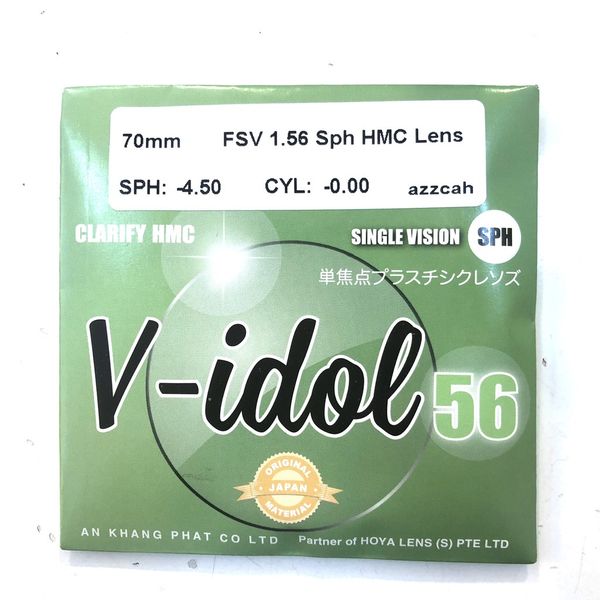 70mm FSV 1.56 Sph HMC Lens
SPH: -4.50 CYL: -0.00 azzcah
CLARIFY HMC SINGLE VISION SPH
単焦点プラスチシクレソズ
V-idol 56
ORIGINAL
JAPAN
MATERIAL
AN KHANG PHAT CO LTD Partner of HOYA LENS (S) PTE LTD